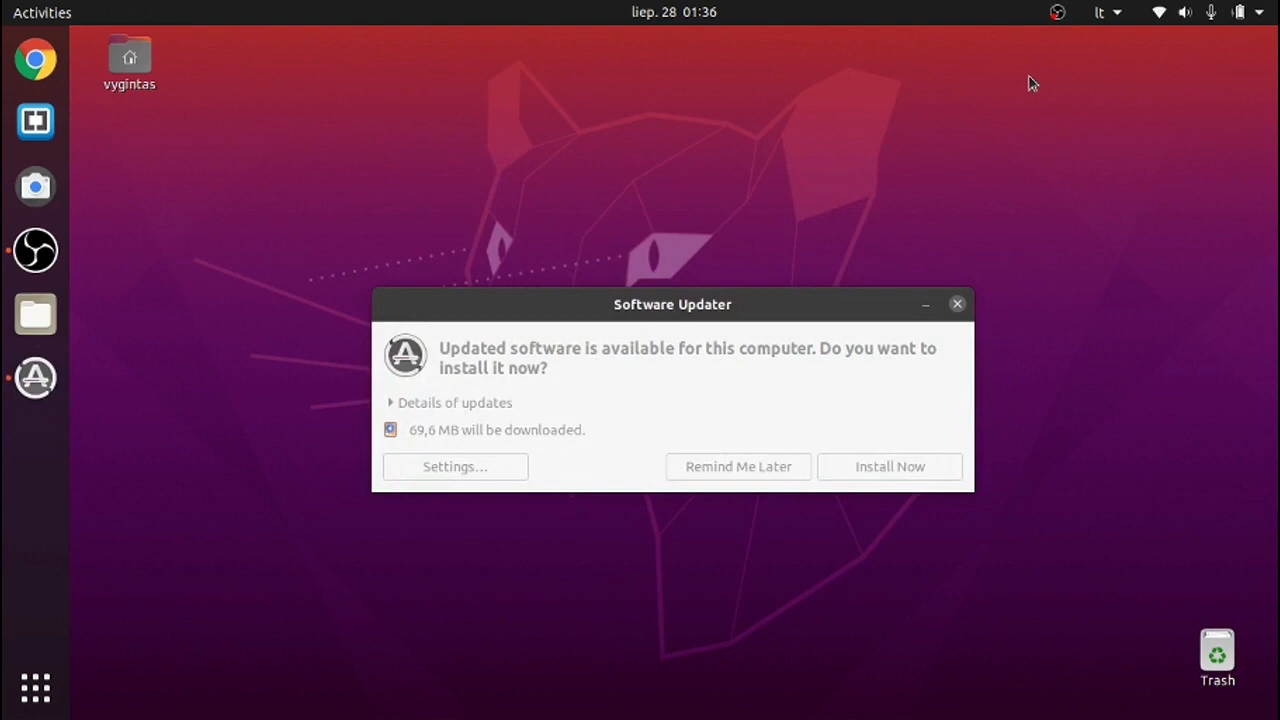 Activities
liep. 28 01:36
lt
vygintas
Software Updater
Updated software is available for this computer. Do you want to
install it now?
Details of updates
69,6 MB will be downloaded.
Settings...
Remind Me Later
Install Now
Trash